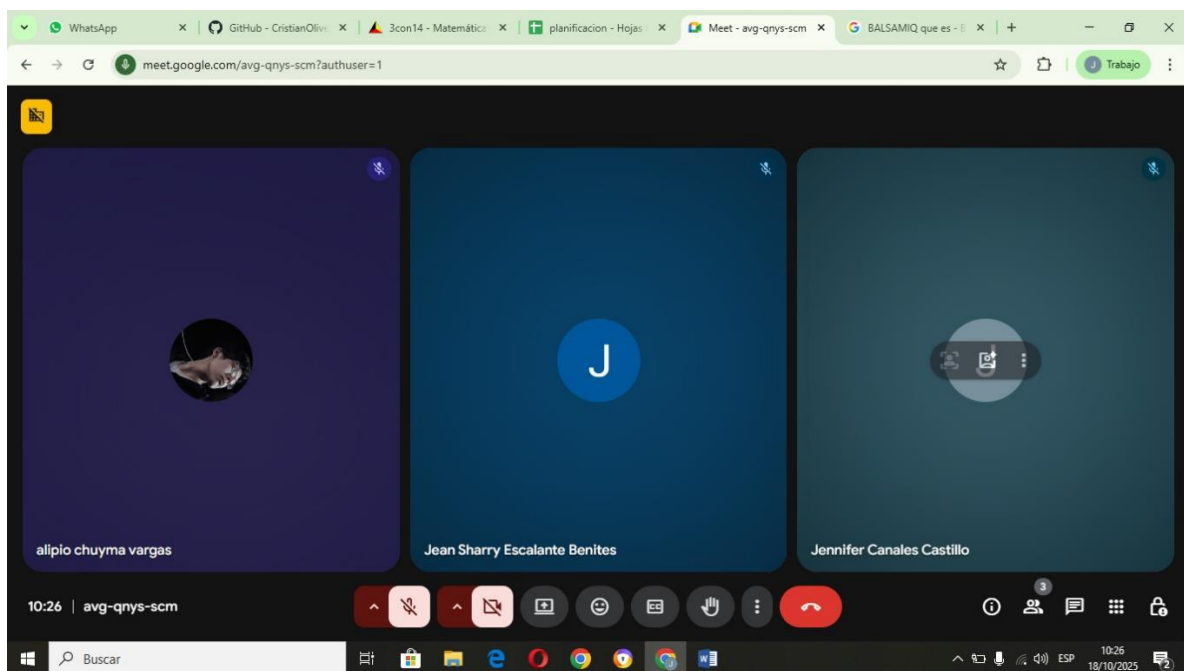 WhatsApp
GitHub - CristianOlive
3con14 - Matemática
planificacion - Hojas
Meet - avg-qnys-scm
BALSAMIQ que es - B
meet.google.com/avg-qnys-scm?authuser=1
J Trabajo
J
J
alipio chuyma vargas
Jean Sharry Escalante Benites
Jennifer Canales Castillo
10:26 | avg-qnys-scm
CC
3
Buscar
ESP
10:26
18/10/2025
2